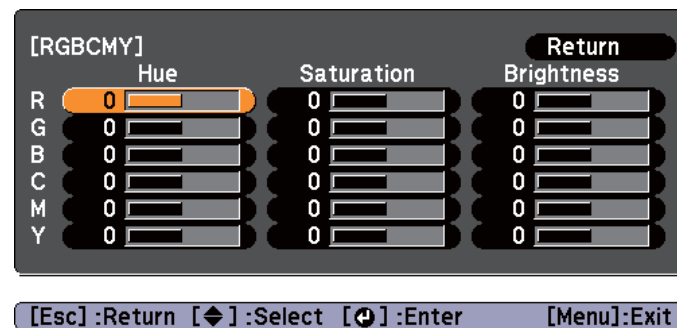 [RGBCMY] Return
Hue Saturation Brightness
R 0 0 0
G 0 0 0
B 0 0 0
C 0 0 0
M 0 0 0
Y 0 0 0
[Esc] :Return [◆] :Select [⏎] :Enter [Menu]:Exit